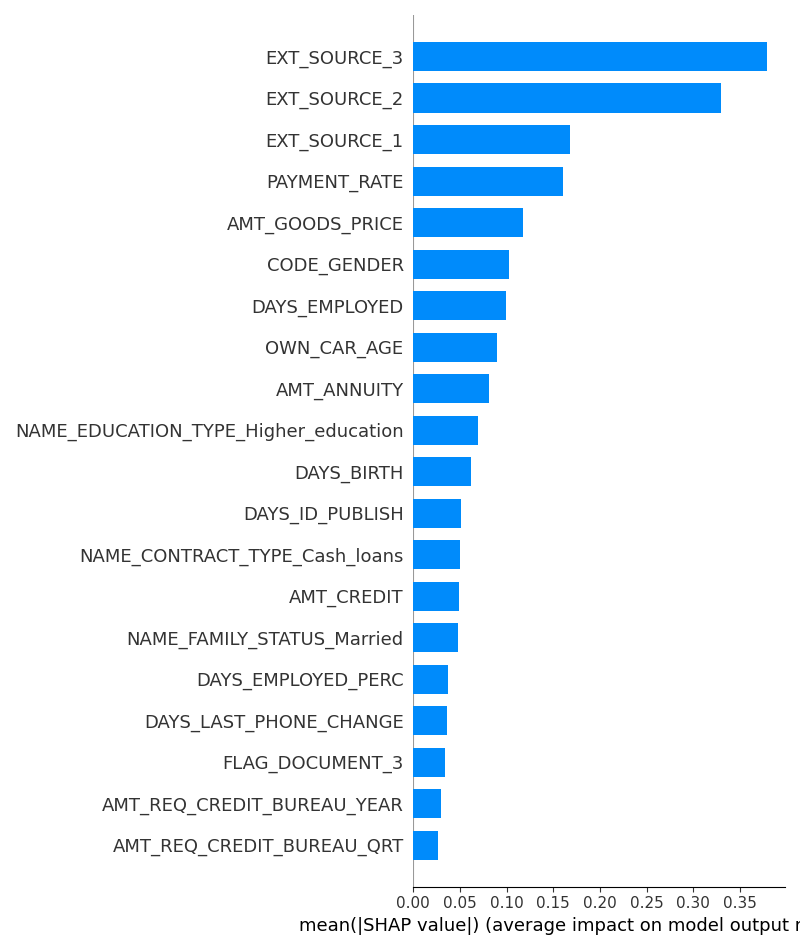 EXT_SOURCE_3
EXT_SOURCE_2
EXT_SOURCE_1
PAYMENT_RATE
AMT_GOODS_PRICE
CODE_GENDER
DAYS_EMPLOYED
OWN_CAR_AGE
AMT_ANNUITY
NAME_EDUCATION_TYPE_Higher_education
DAYS_BIRTH
DAYS_ID_PUBLISH
NAME_CONTRACT_TYPE_Cash_loans
AMT_CREDIT
NAME_FAMILY_STATUS_Married
DAYS_EMPLOYED_PERC
DAYS_LAST_PHONE_CHANGE
FLAG_DOCUMENT_3
AMT_REQ_CREDIT_BUREAU_YEAR
AMT_REQ_CREDIT_BUREAU_QRT
0.00 0.05 0.10 0.15 0.20 0.25 0.30 0.35
mean(|SHAP value|) (average impact on model output